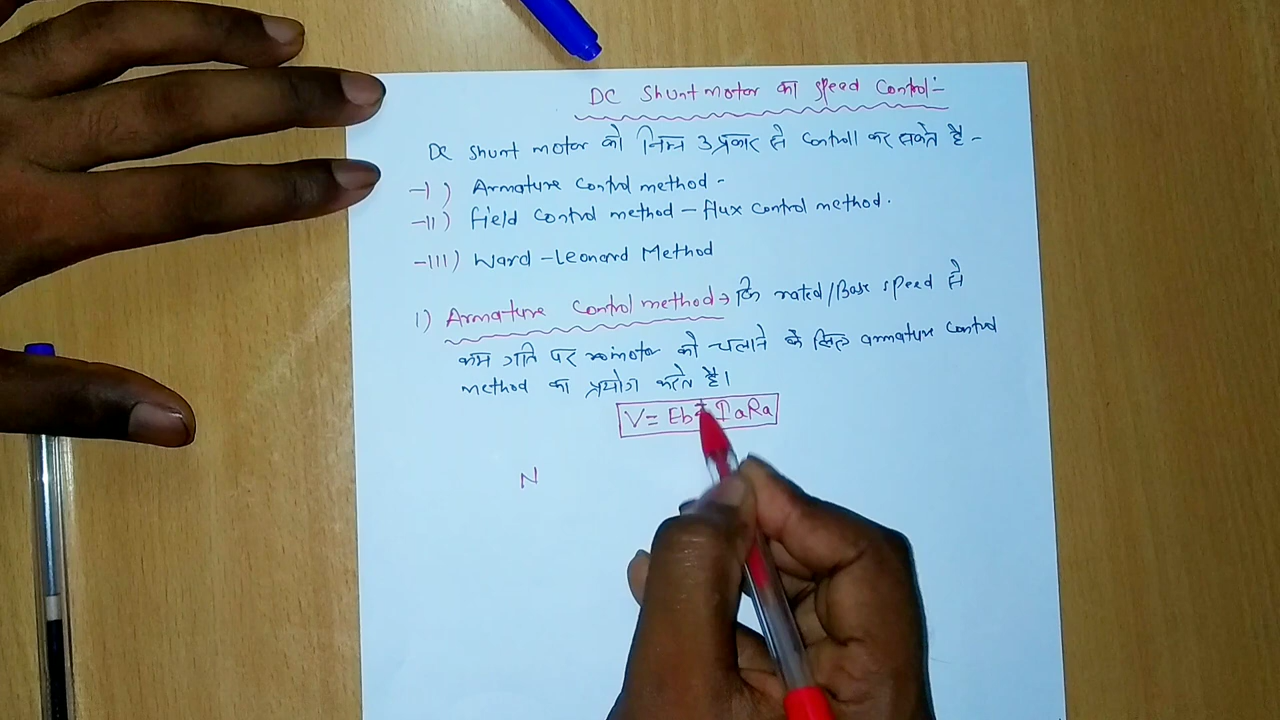 DC Shunt motor का speed Control:-
DC shunt motor को निम्न 3 प्रकार से Controll कर सकते है -
-I) Armature Control method -
-II) field Control method - flux Control method.
-III) Ward -Leonard Method
1) Armature Control method → कि rated/Base speed से
कम गति पर motor को चलाने के लिए armature control
method का प्रयोग करते है।
V= Eb+ IaRa
N